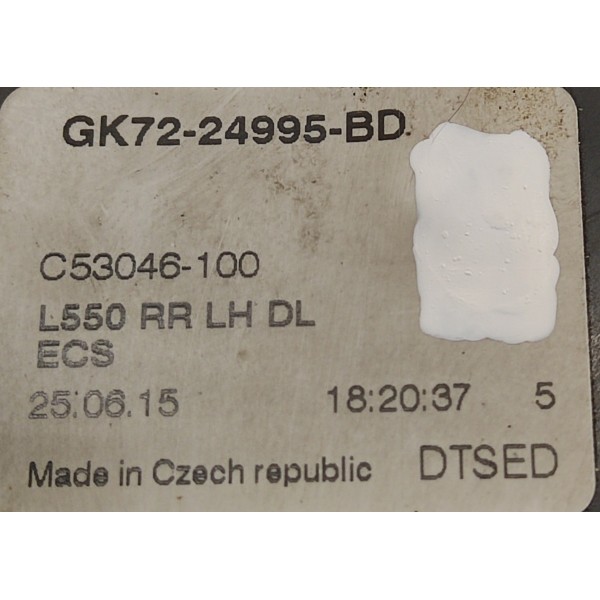 GK72-24995-BD
C53046-100
L550 RR LH DL
ECS
25.06.15 18:20:37 5
Made in Czech republic DTSED